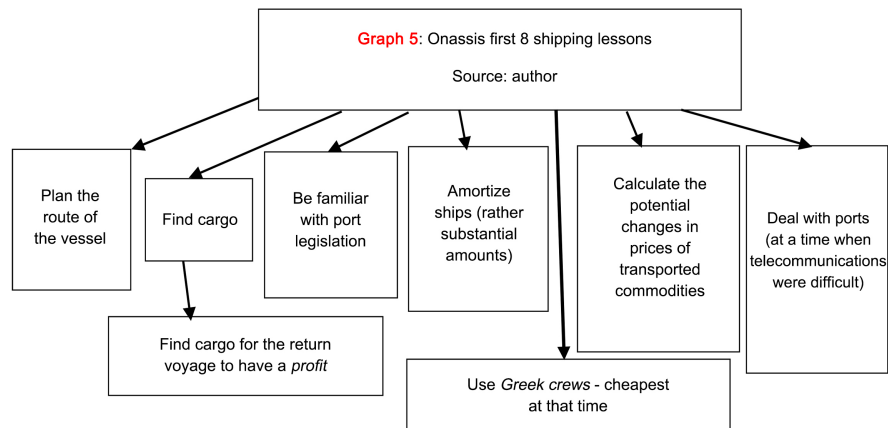 Graph 5: Onassis first 8 shipping lessons
Source: author
Plan the
route of
the vessel
Find cargo
Be familiar
with port
legislation
Amortize
ships (rather
substantial
amounts)
Calculate the
potential
changes in
prices of
transported
commodities
Deal with ports
(at a time when
telecommunications
were difficult)
Find cargo for the return
voyage to have a profit
Use Greek crews - cheapest
at that time